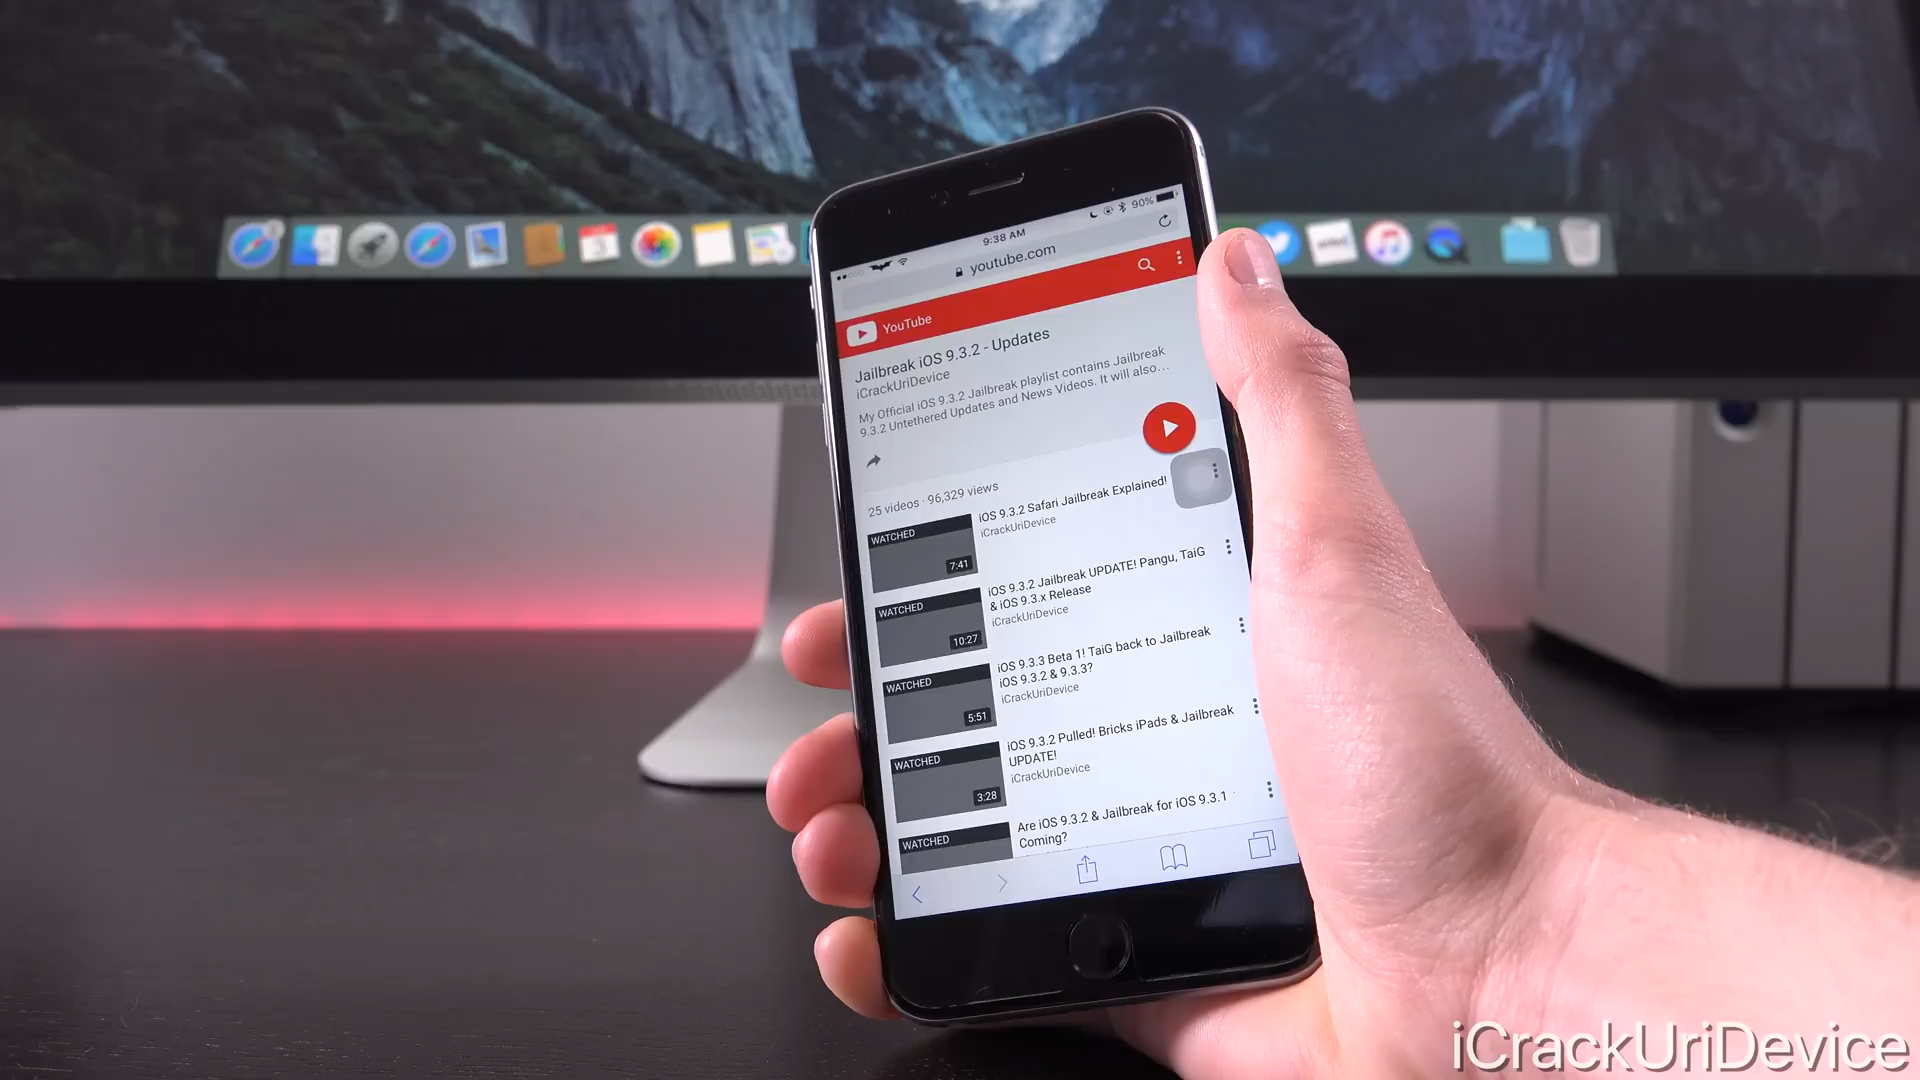 9:38 AM
90%
youtube.com
YouTube
Jailbreak iOS 9.3.2 - Updates
iCrackUriDevice
My Official iOS 9.3.2 Jailbreak playlist contains Jailbreak
9.3.2 Untethered Updates and News Videos. It will also...
25 videos · 96,329 views
WATCHED
7:41
iOS 9.3.2 Safari Jailbreak Explained!
iCrackUriDevice
WATCHED
10:27
iOS 9.3.2 Jailbreak UPDATE! Pangu, TaiG
& iOS 9.3.x Release
iCrackUriDevice
WATCHED
5:51
iOS 9.3.3 Beta 1! TaiG back to Jailbreak
iOS 9.3.2 & 9.3.3?
iCrackUriDevice
WATCHED
3:28
iOS 9.3.2 Pulled! Bricks iPads & Jailbreak
UPDATE!
iCrackUriDevice
WATCHED
Are iOS 9.3.2 & Jailbreak for iOS 9.3.1
Coming?
iCrackUriDevice